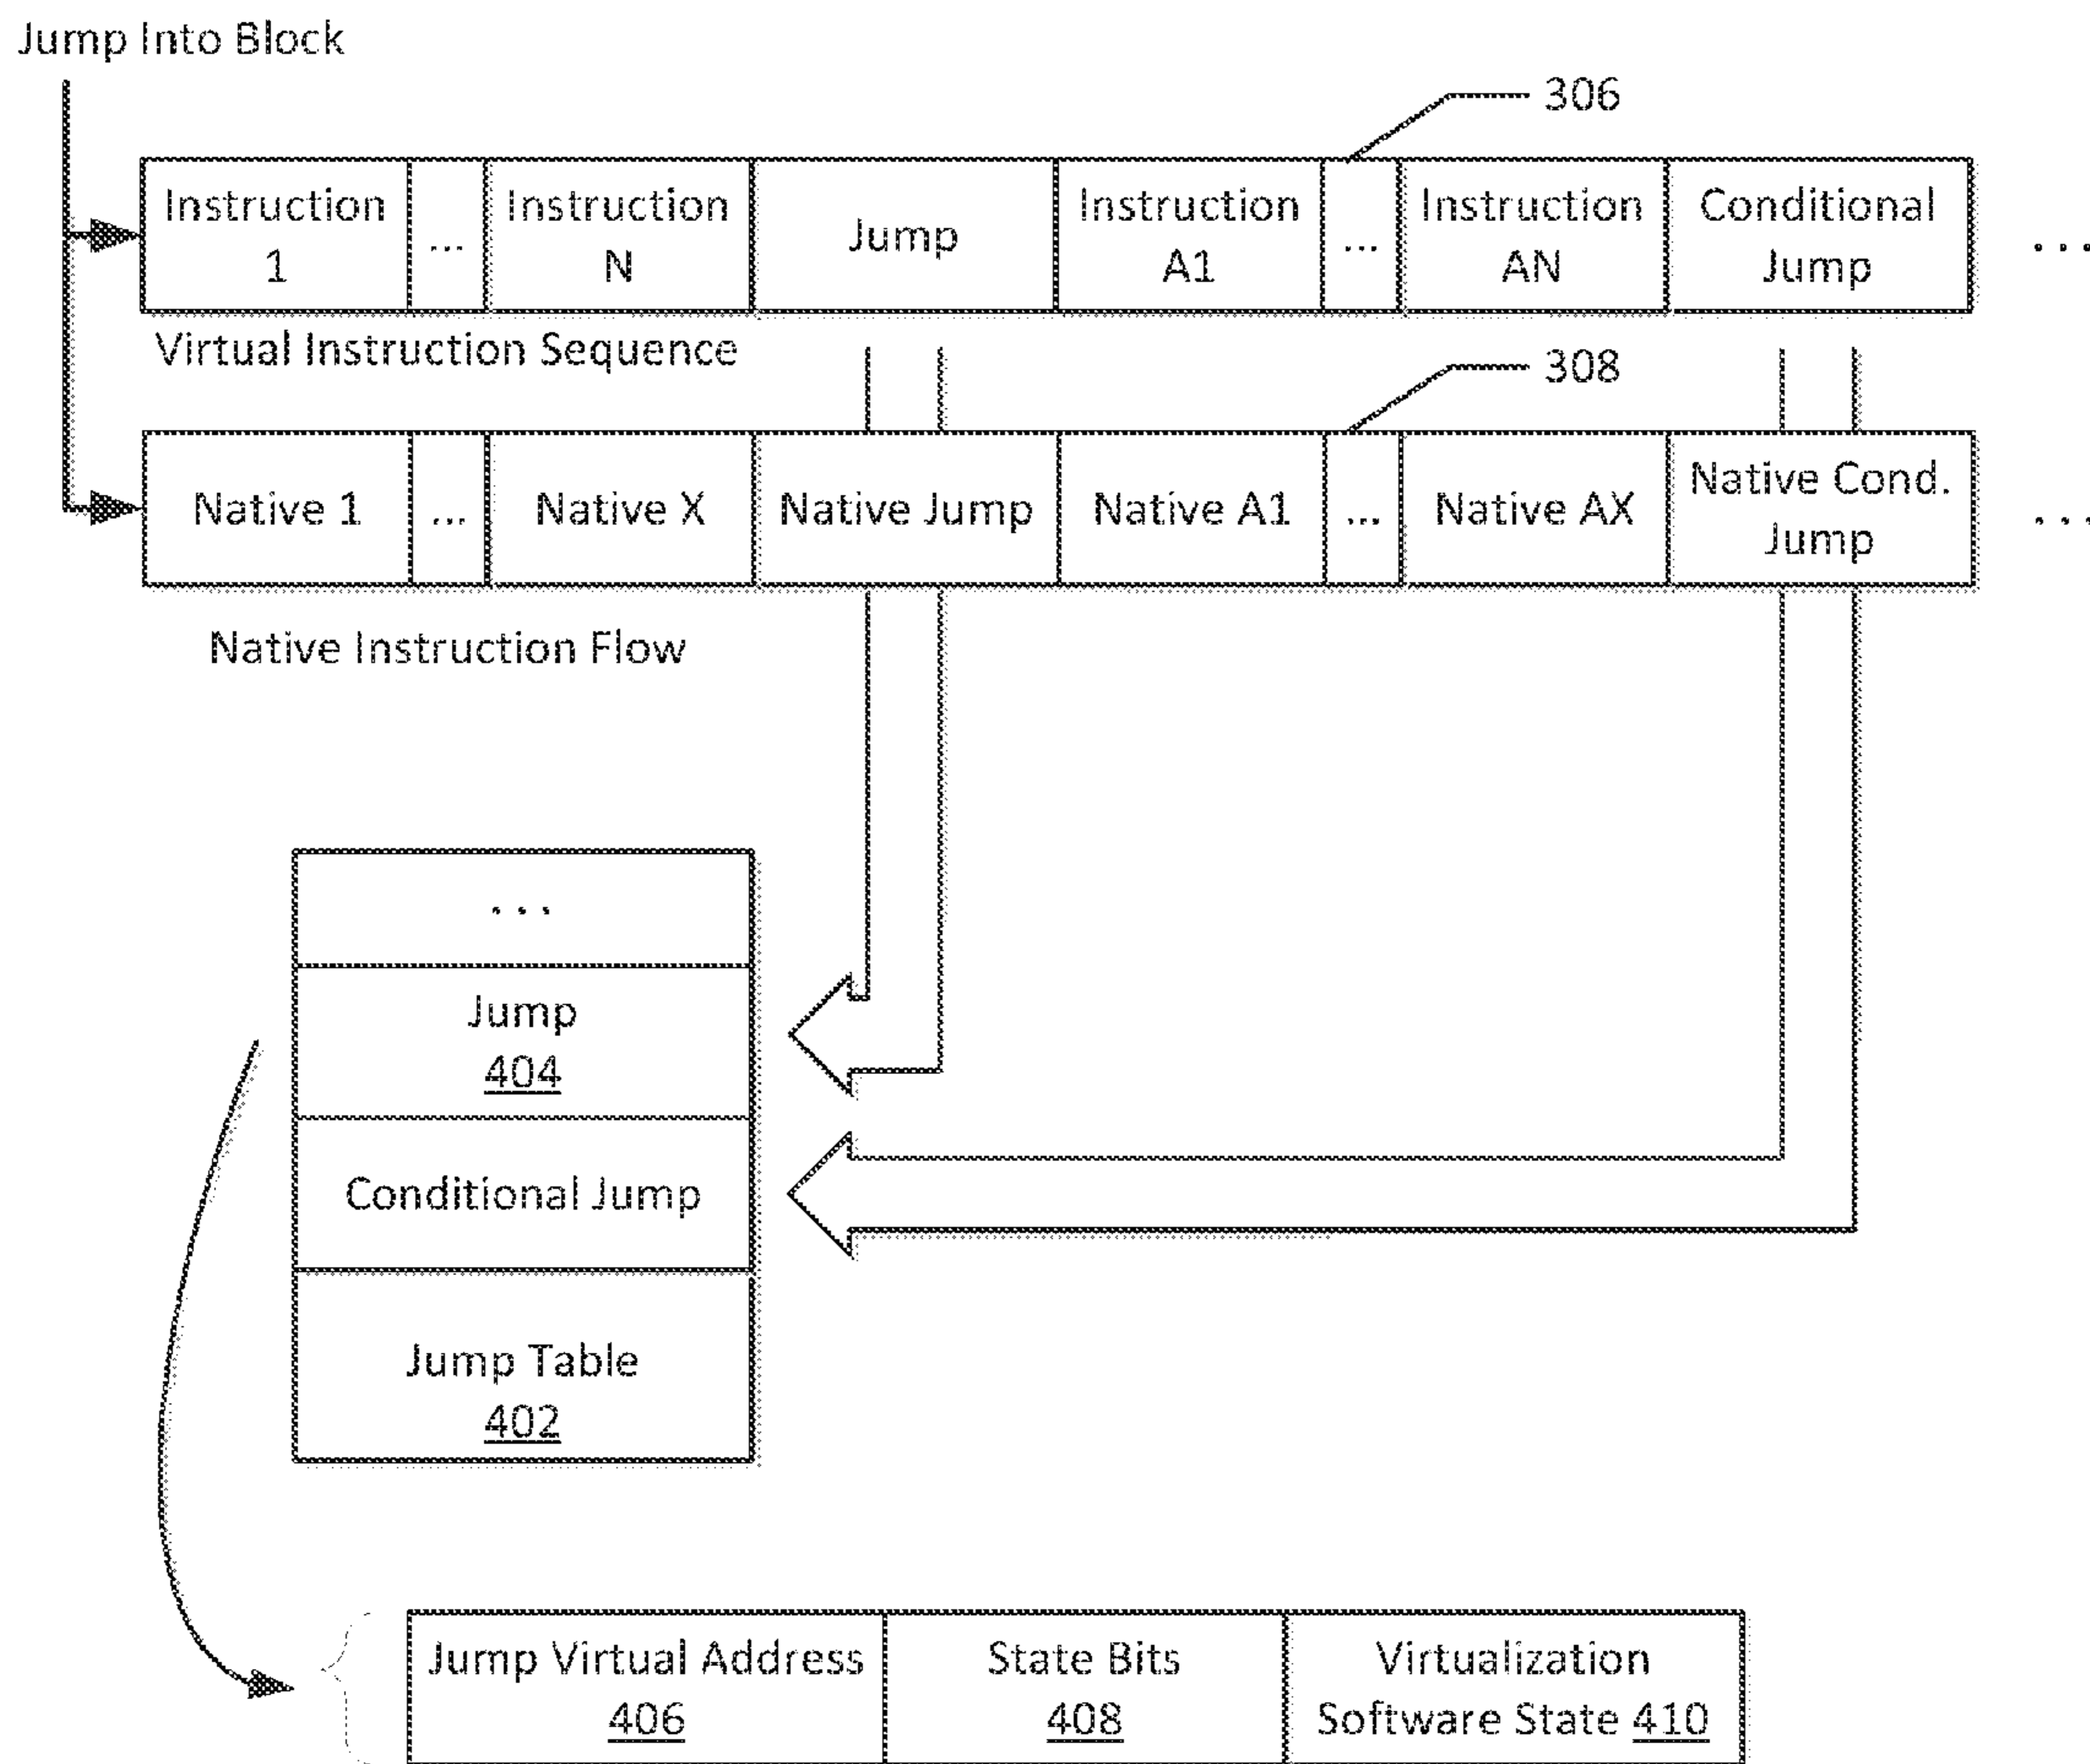 Jump Into Block
306
Instruction 1 ... Instruction N Jump Instruction A1 ... Instruction AN Conditional Jump ...
Virtual Instruction Sequence
308
Native 1 ... Native X Native Jump Native A1 ... Native AX Native Cond. Jump ...
Native Instruction Flow
...
Jump
404
Conditional Jump
Jump Table
402
Jump Virtual Address
406
State Bits
408
Virtualization
Software State 410